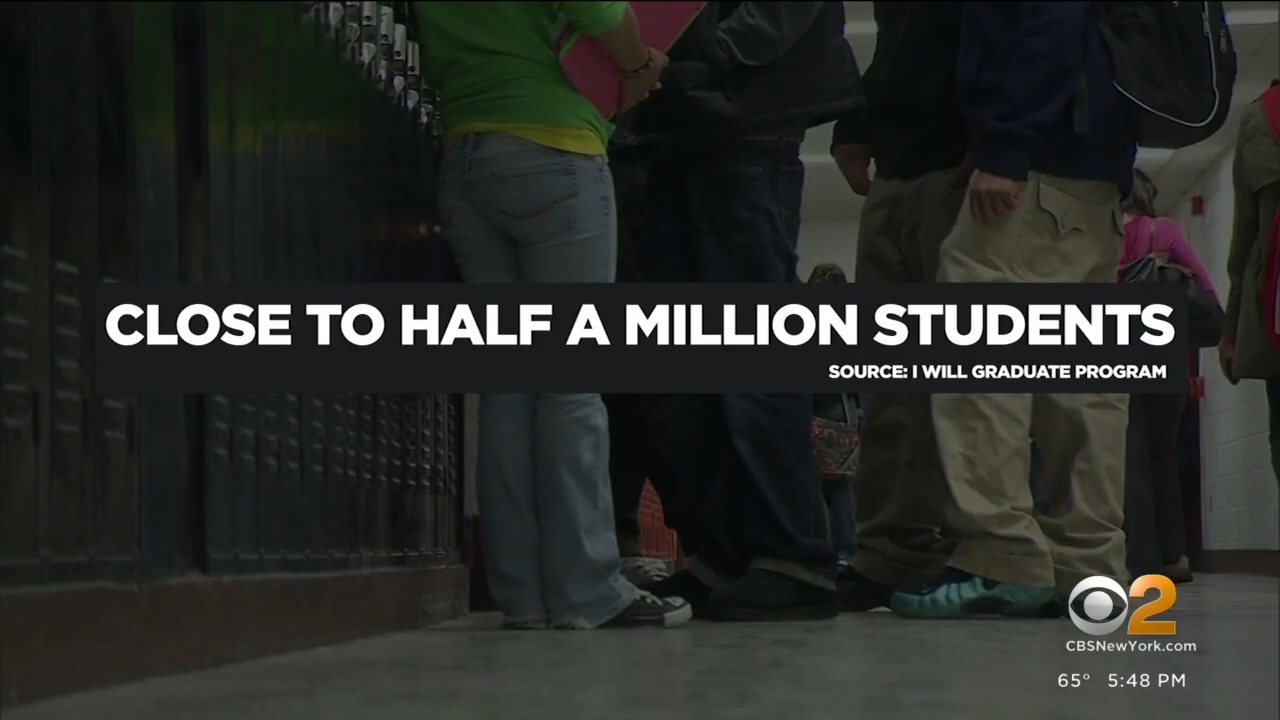 CLOSE TO HALF A MILLION STUDENTS
SOURCE: I WILL GRADUATE PROGRAM
2
CBSNewYork.com
65° 5:48 PM